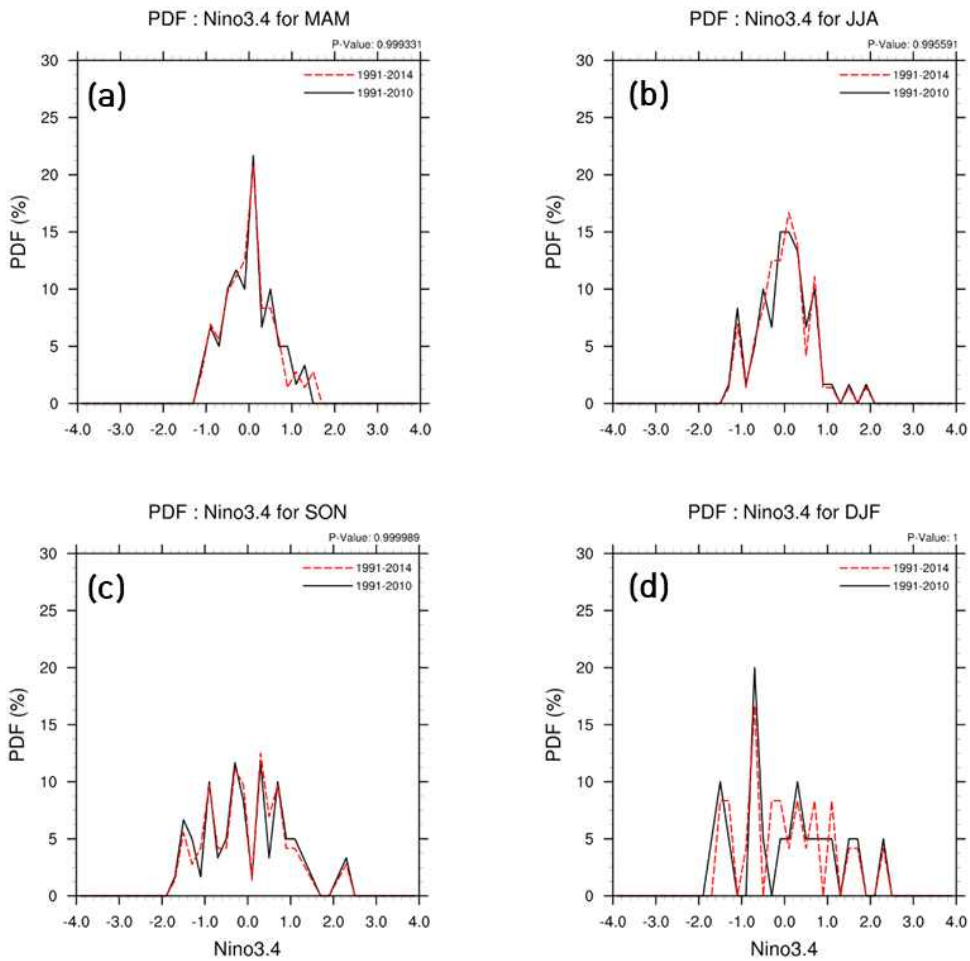 PDF : Nino3.4 for MAM
P-Value: 0.999331
30
25
20
15
10
5
0
PDF (%)
(a)
1991-2014
1991-2010
-4.0 -3.0 -2.0 -1.0 0.0 1.0 2.0 3.0 4.0
PDF : Nino3.4 for JJA
P-Value: 0.995591
30
25
20
15
10
5
0
PDF (%)
(b)
1991-2014
1991-2010
-4.0 -3.0 -2.0 -1.0 0.0 1.0 2.0 3.0 4.0
PDF : Nino3.4 for SON
P-Value: 0.999989
30
25
20
15
10
5
0
PDF (%)
(c)
1991-2014
1991-2010
-4.0 -3.0 -2.0 -1.0 0.0 1.0 2.0 3.0 4.0
Nino3.4
PDF : Nino3.4 for DJF
P-Value: 1
30
25
20
15
10
5
0
PDF (%)
(d)
1991-2014
1991-2010
-4.0 -3.0 -2.0 -1.0 0.0 1.0 2.0 3.0 4.0
Nino3.4